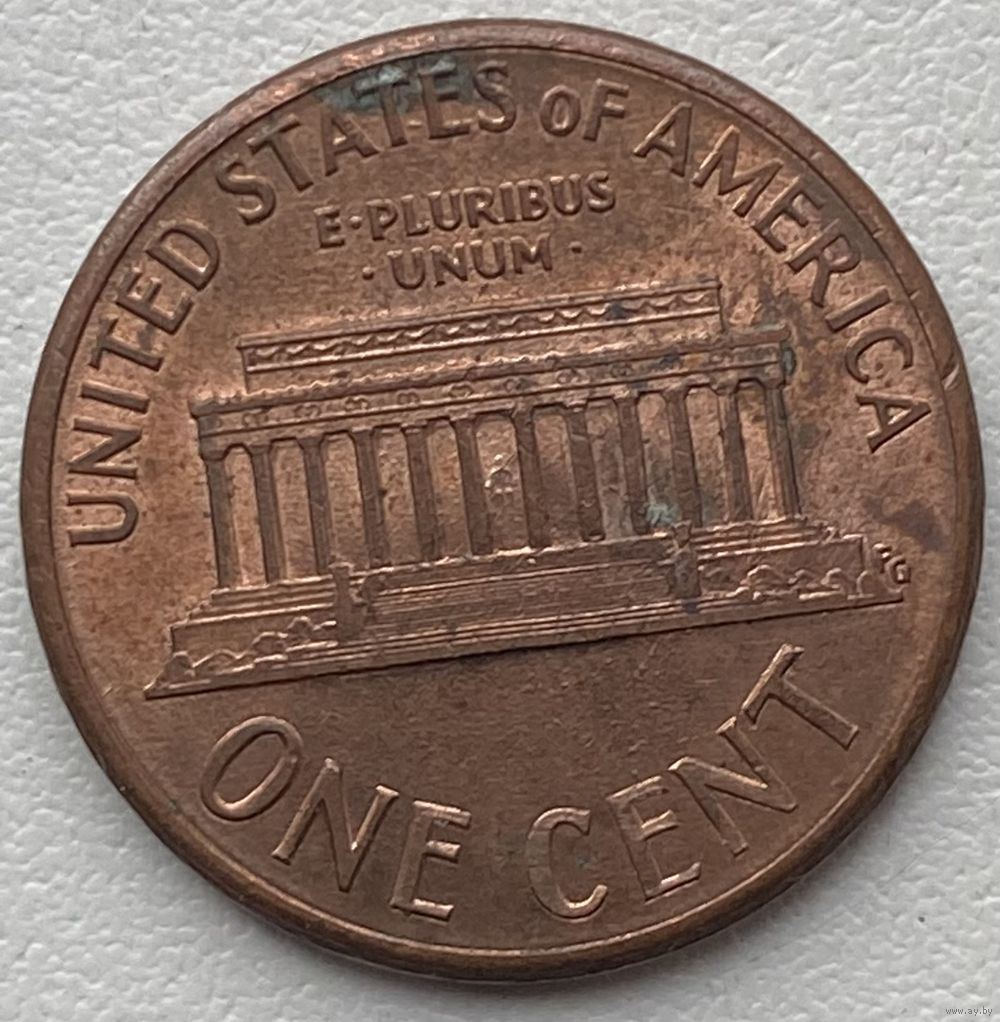 UNITED STATES oF AMERICA
E·PLURIBUS
·UNUM·
FG
ONE CENT
www.ay.by